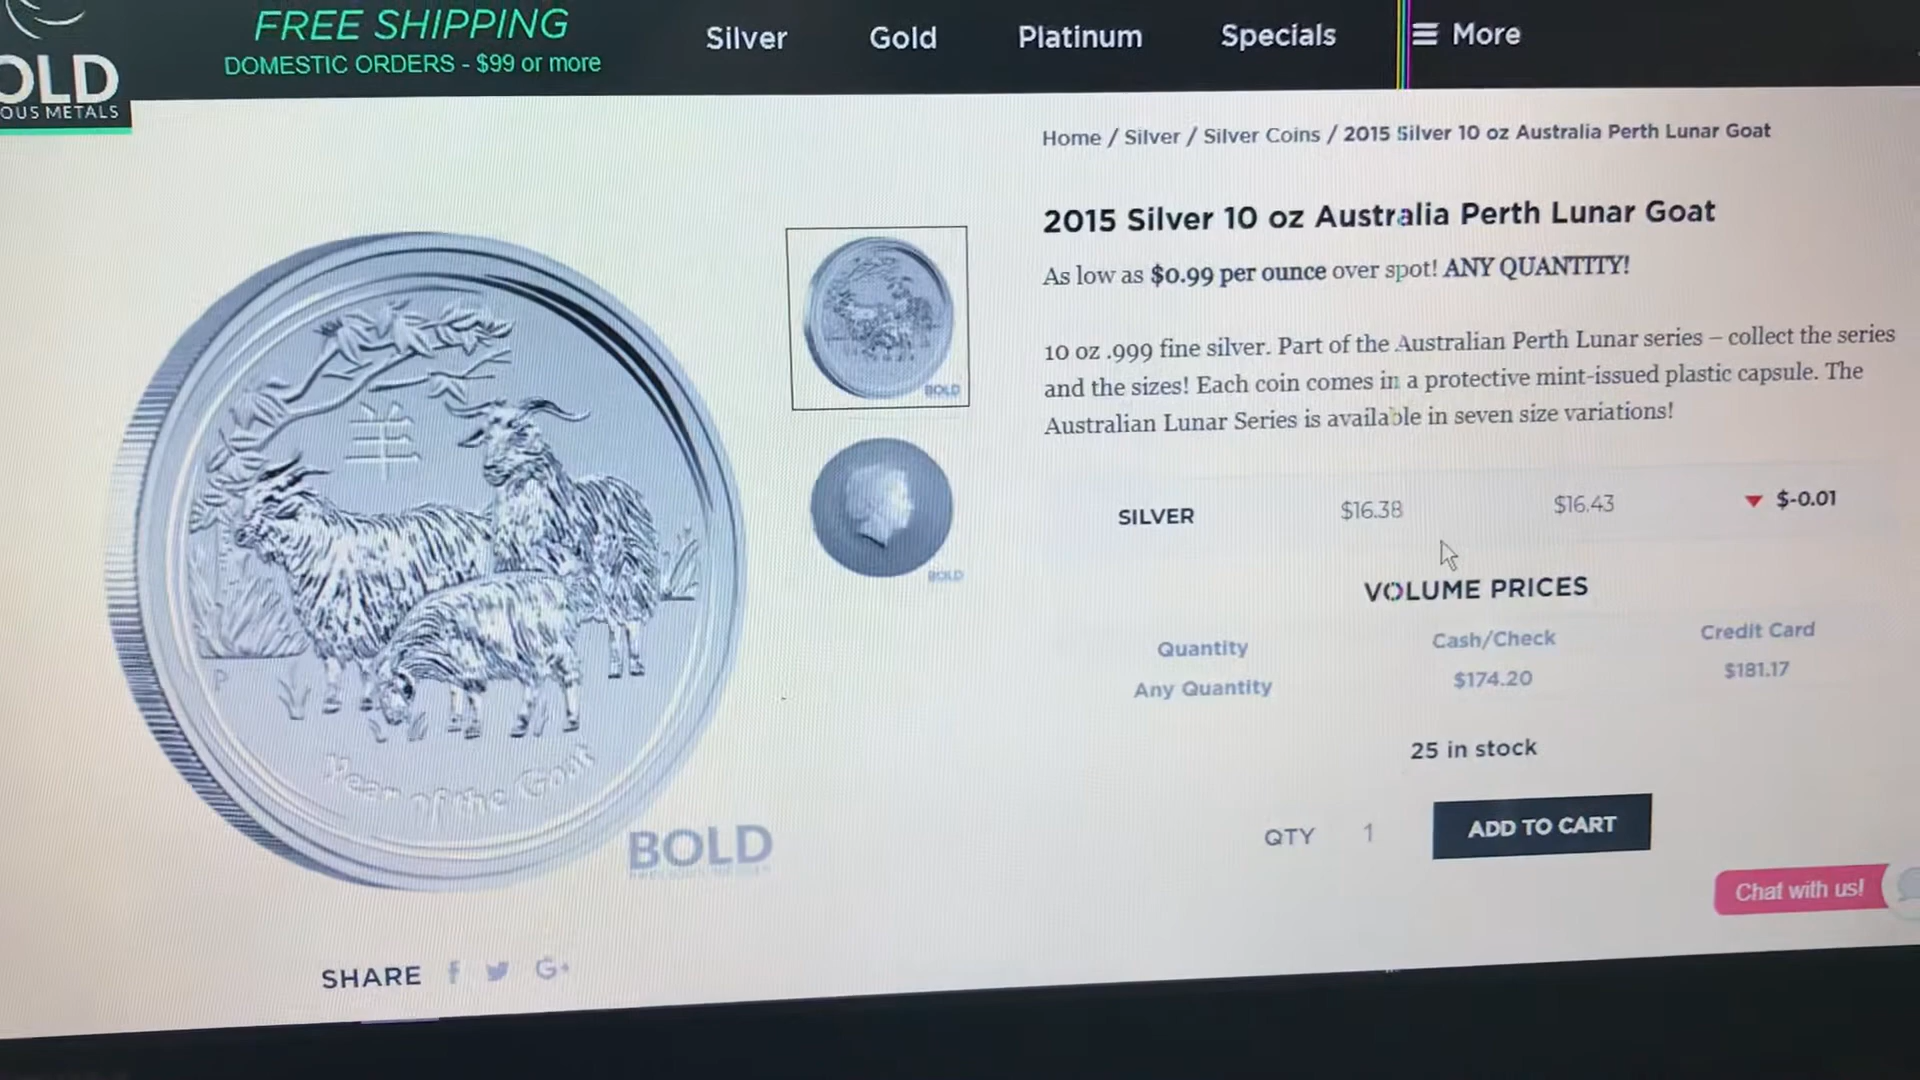 FREE SHIPPING
DOMESTIC ORDERS - $99 or more
Silver
Gold
Platinum
Specials
More
OLD
OUS METALS
Home / Silver / Silver Coins / 2015 Silver 10 oz Australia Perth Lunar Goat
2015 Silver 10 oz Australia Perth Lunar Goat
As low as $0.99 per ounce over spot! ANY QUANTITY!
10 oz .999 fine silver. Part of the Australian Perth Lunar series – collect the series
and the sizes! Each coin comes in a protective mint-issued plastic capsule. The
Australian Lunar Series is available in seven size variations!
SILVER $16.38 $16.43 $-0.01
VOLUME PRICES
Quantity Cash/Check Credit Card
Any Quantity $174.20 $181.17
25 in stock
QTY 1 ADD TO CART
Chat with us!
羊
P
Year of the Goat
BOLD
BOLD
BOLD
SHARE f G+